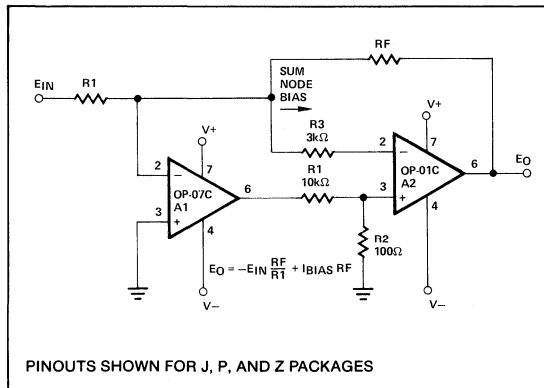 RF
SUM
NODE
BIAS
EIN
R1
V+
R3
3kΩ
V+
2
−
7
OP-07C
A1
6
3
+
4
R1
10kΩ
2
−
7
OP-01C
A2
6
EO
3
+
4
R2
100Ω
EO = −EIN RF/R1 + IBIAS RF
V−
V−
PINOUTS SHOWN FOR J, P, AND Z PACKAGES